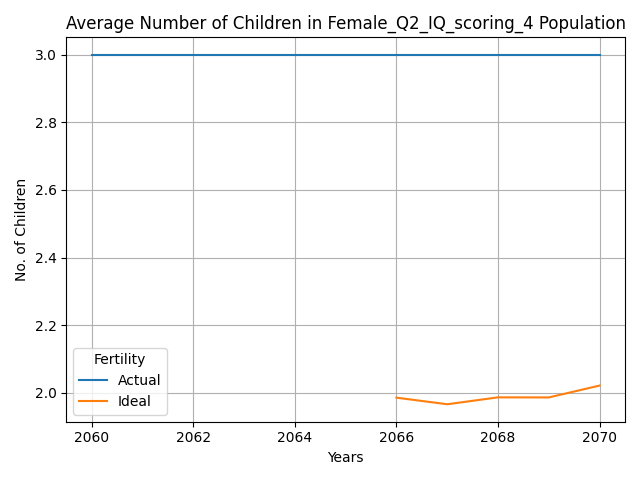 Average Number of Children in Female_Q2_IQ_scoring_4 Population
3.0
2.8
2.6
2.4
2.2
2.0
No. of Children
Fertility
Actual
Ideal
2060 2062 2064 2066 2068 2070
Years